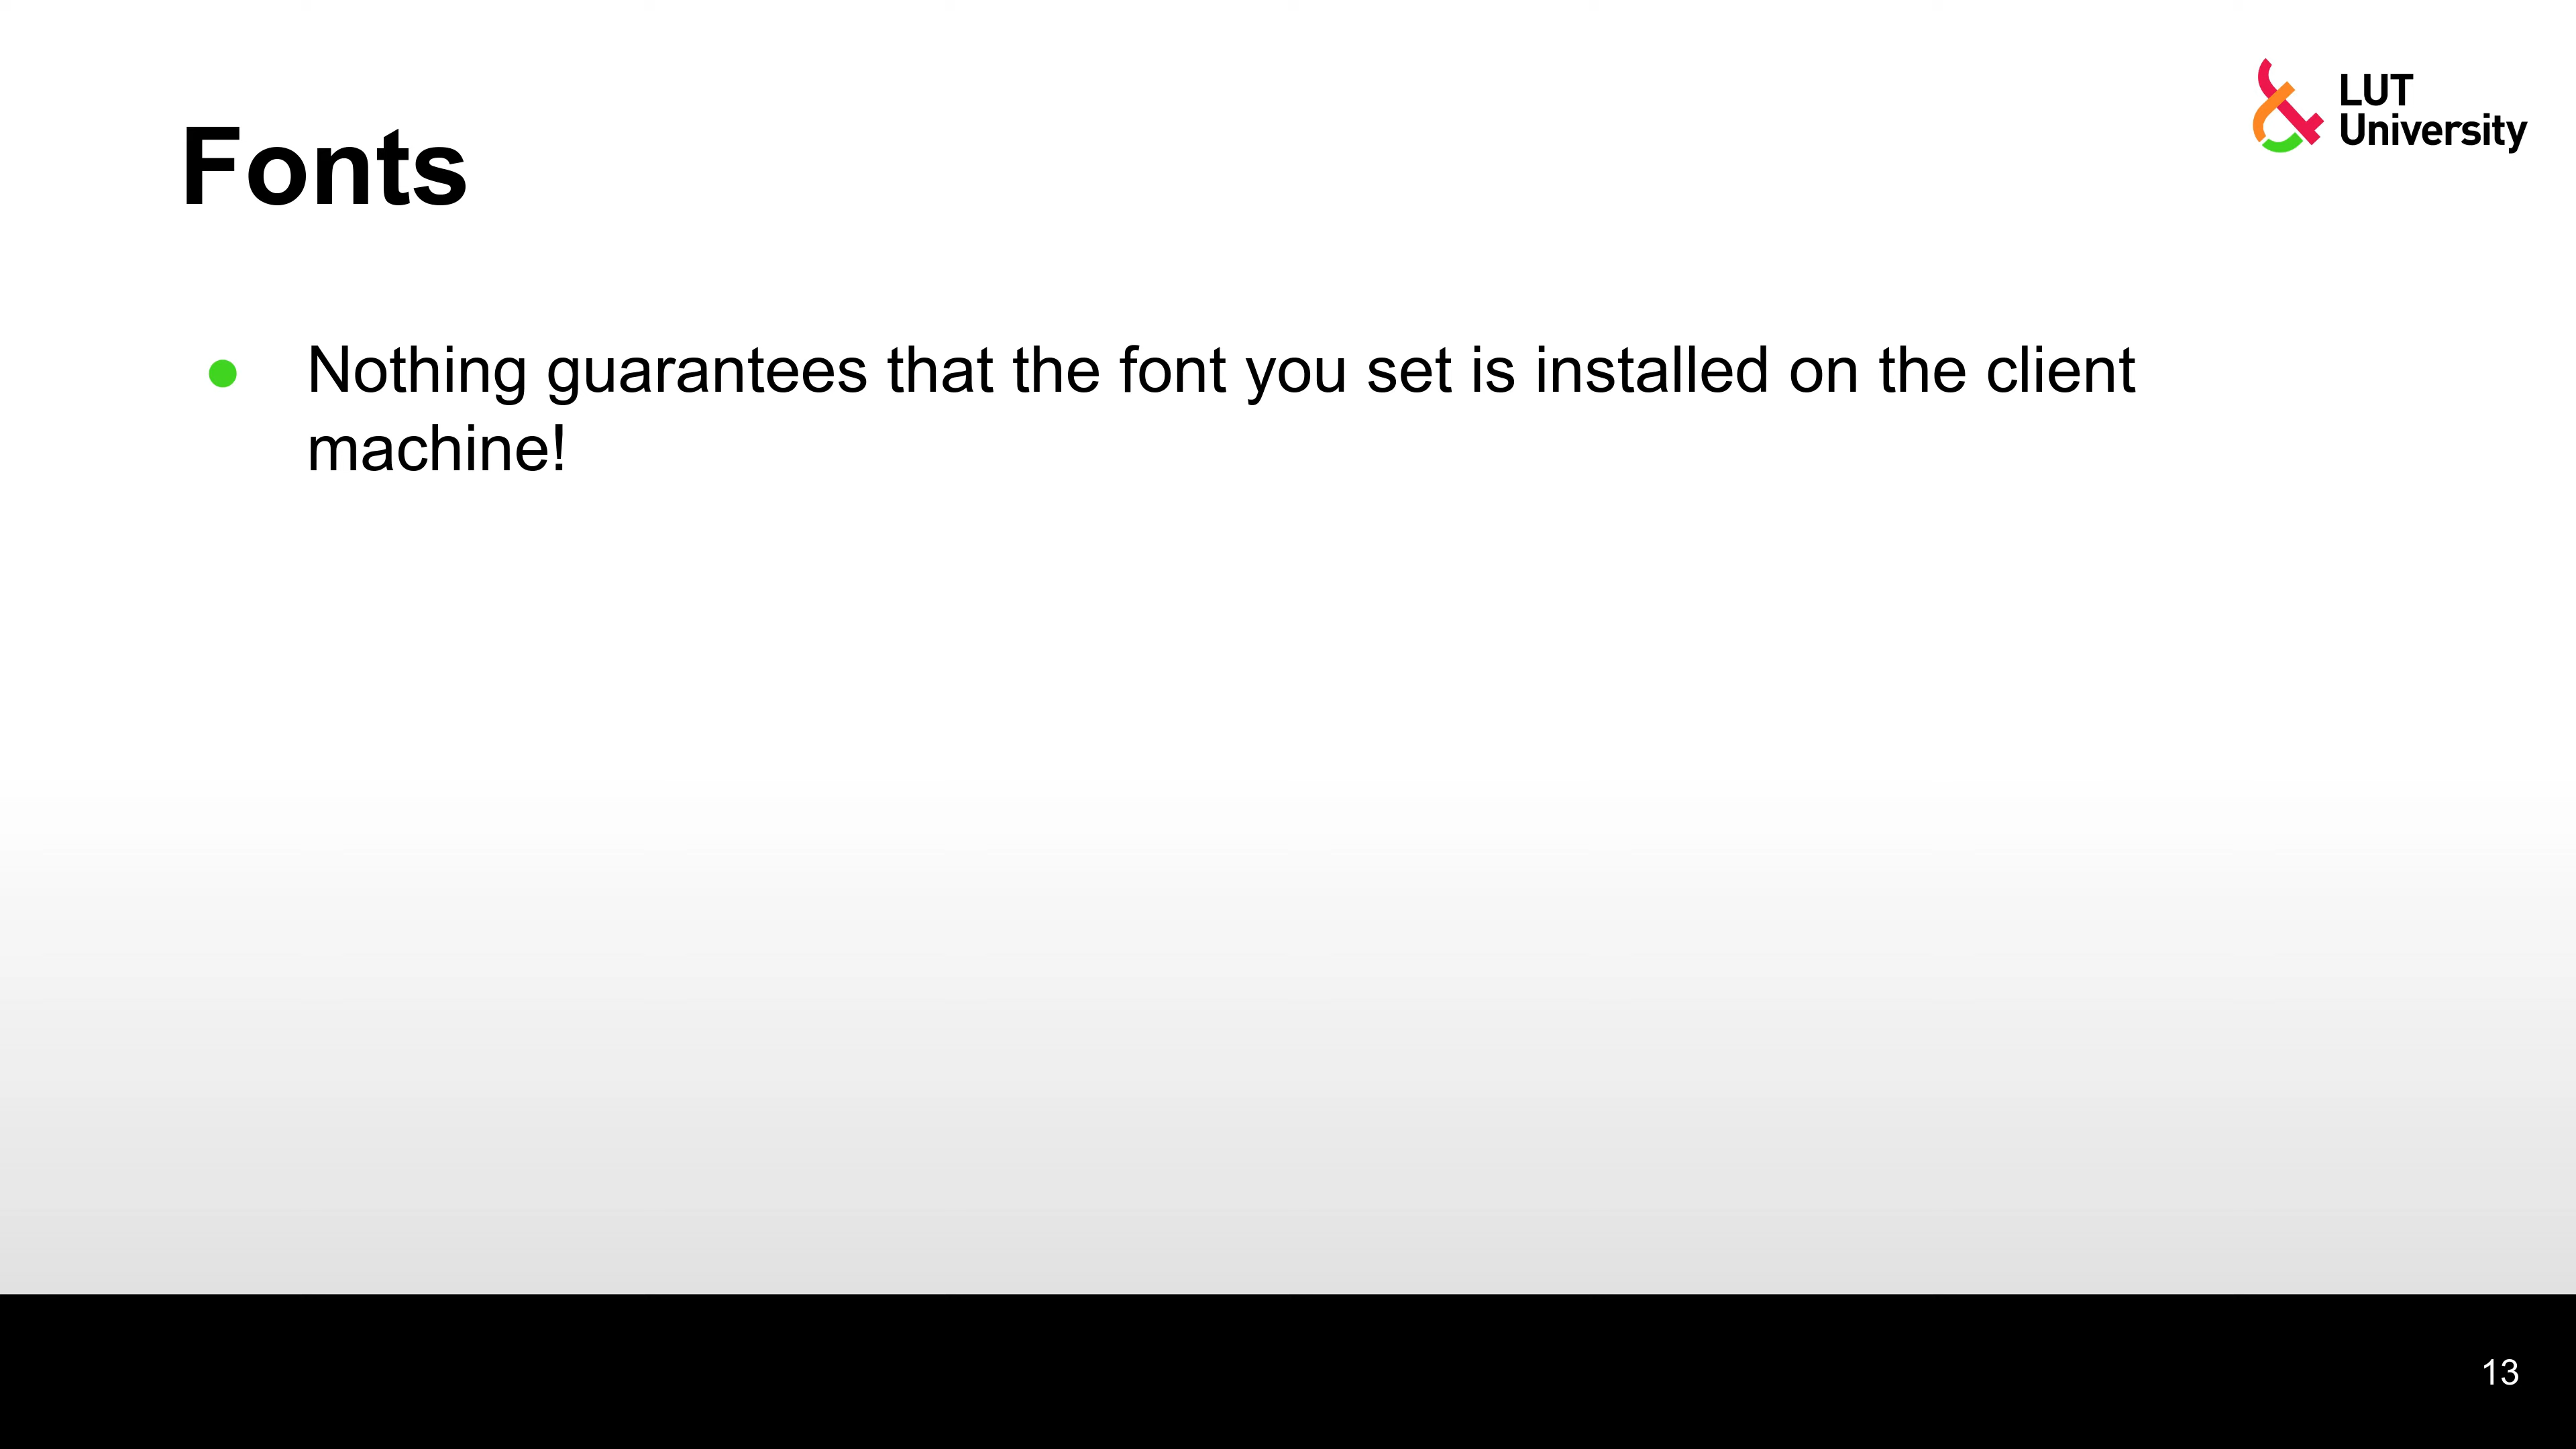 Fonts
LUT
University
Nothing guarantees that the font you set is installed on the client
machine!
13